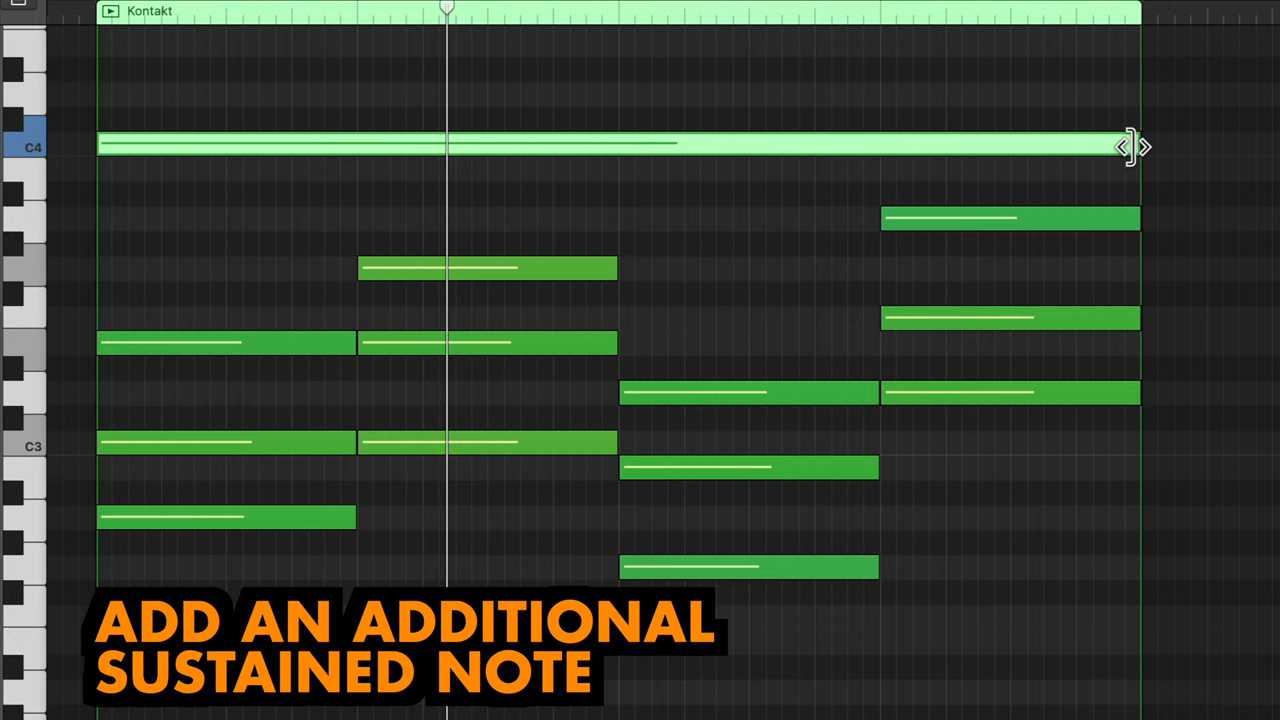 Kontakt
C4
C3
ADD AN ADDITIONAL
SUSTAINED NOTE